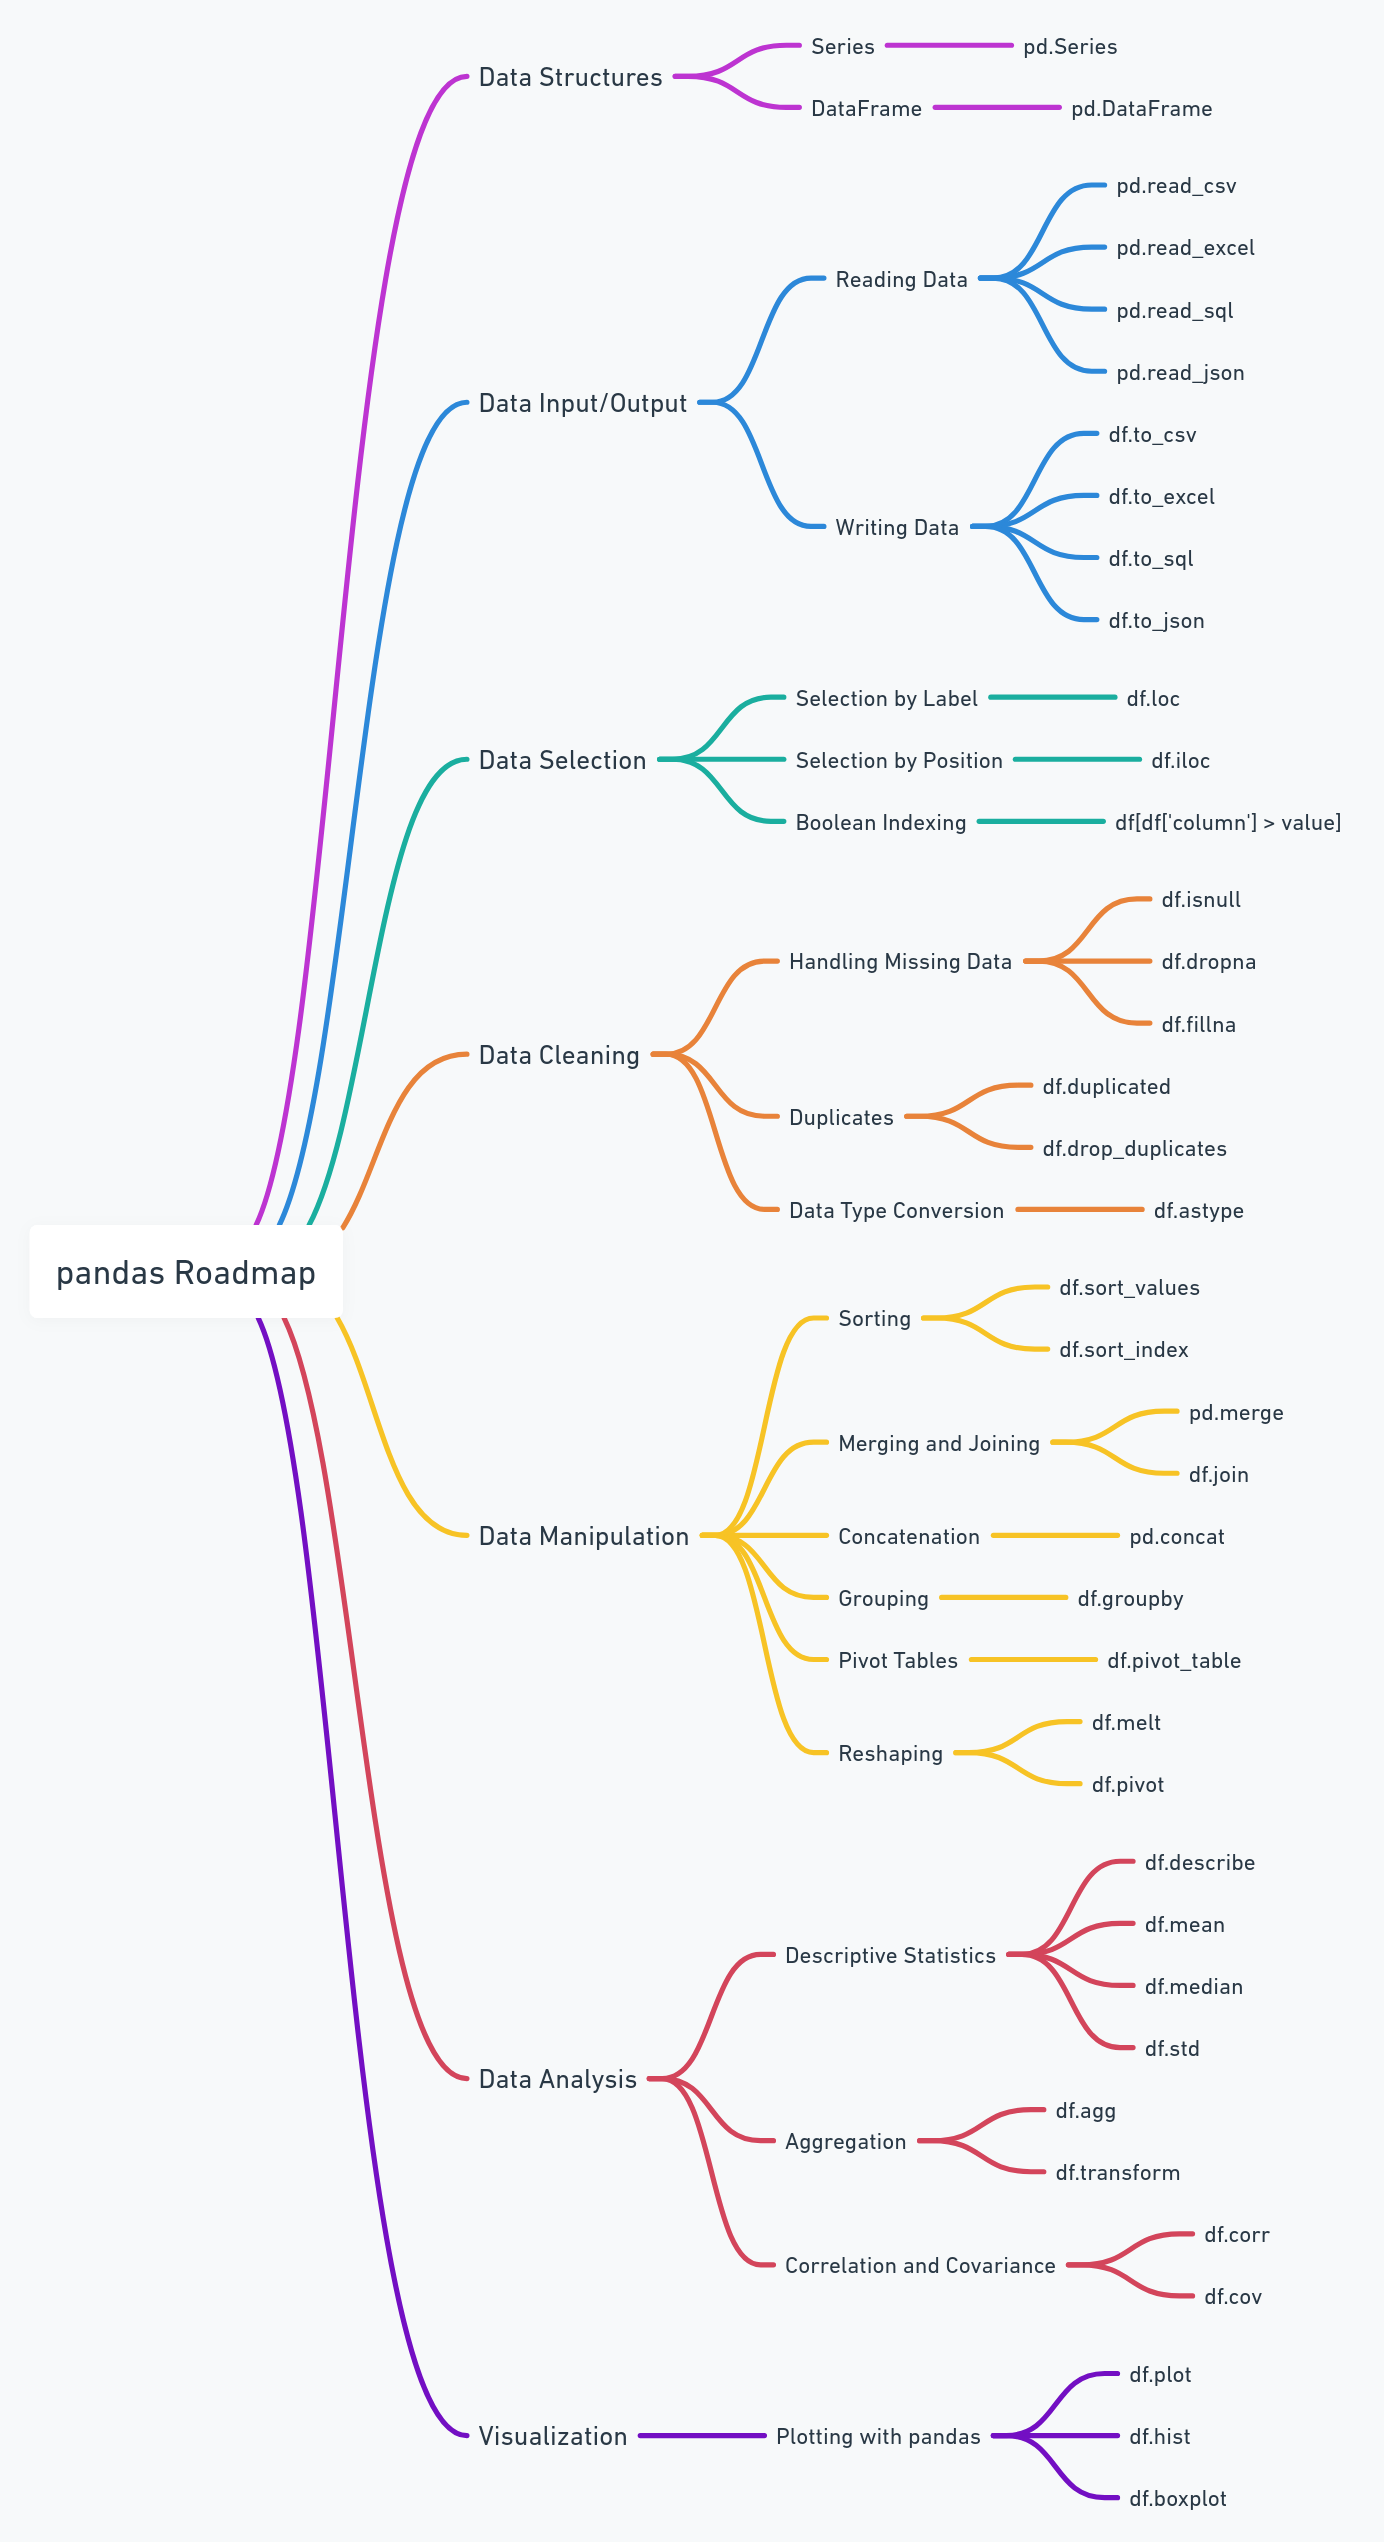 pandas Roadmap
Data Structures
Series
pd.Series
DataFrame
pd.DataFrame
Data Input/Output
Reading Data
pd.read_csv
pd.read_excel
pd.read_sql
pd.read_json
Writing Data
df.to_csv
df.to_excel
df.to_sql
df.to_json
Data Selection
Selection by Label
df.loc
Selection by Position
df.iloc
Boolean Indexing
df[df['column'] > value]
Data Cleaning
Handling Missing Data
df.isnull
df.dropna
df.fillna
Duplicates
df.duplicated
df.drop_duplicates
Data Type Conversion
df.astype
Data Manipulation
Sorting
df.sort_values
df.sort_index
Merging and Joining
pd.merge
df.join
Concatenation
pd.concat
Grouping
df.groupby
Pivot Tables
df.pivot_table
Reshaping
df.melt
df.pivot
Data Analysis
Descriptive Statistics
df.describe
df.mean
df.median
df.std
Aggregation
df.agg
df.transform
Correlation and Covariance
df.corr
df.cov
Visualization
Plotting with pandas
df.plot
df.hist
df.boxplot